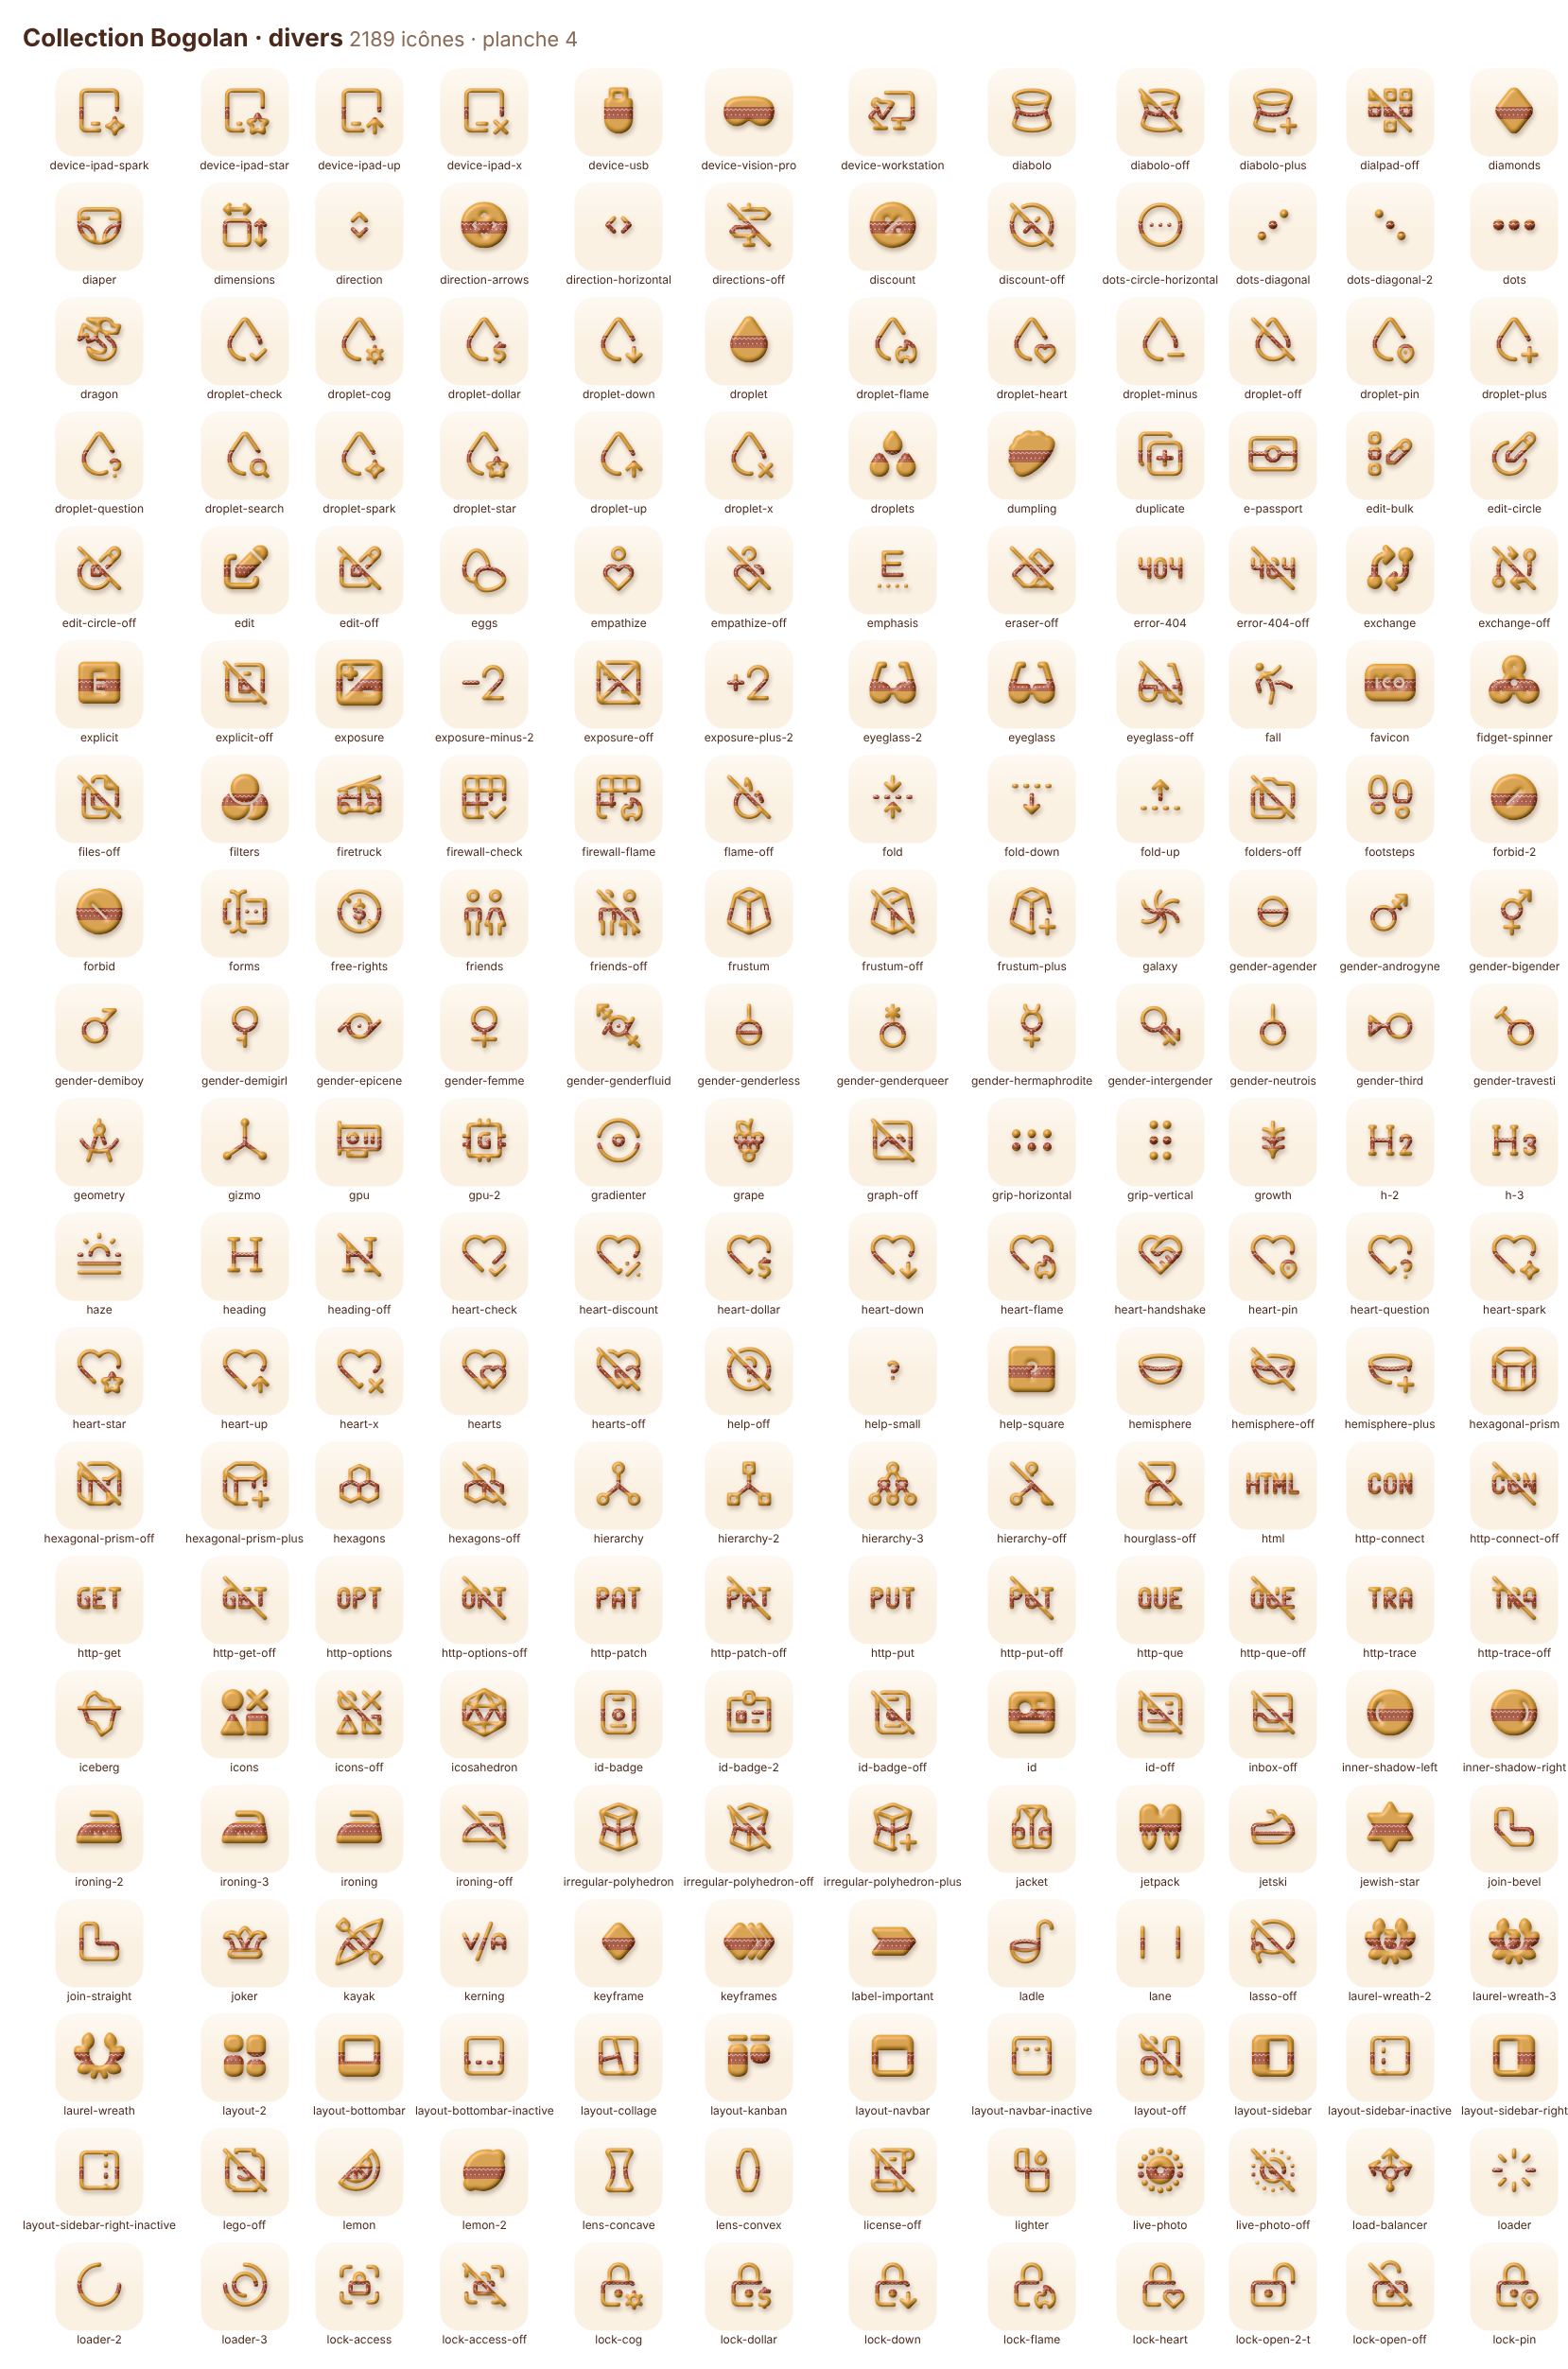 Collection Bogolan · divers 2189 icônes · planche 4
device-ipad-spark device-ipad-star device-ipad-up device-ipad-x device-usb device-vision-pro device-workstation diabolo diabolo-off diabolo-plus dialpad-off diamonds
diaper dimensions direction direction-arrows direction-horizontal directions-off discount discount-off dots-circle-horizontal dots-diagonal dots-diagonal-2 dots
dragon droplet-check droplet-cog droplet-dollar droplet-down droplet droplet-flame droplet-heart droplet-minus droplet-off droplet-pin droplet-plus
droplet-question droplet-search droplet-spark droplet-star droplet-up droplet-x droplets dumpling duplicate e-passport edit-bulk edit-circle
E 404 404
edit-circle-off edit edit-off eggs empathize empathize-off emphasis eraser-off error-404 error-404-off exchange exchange-off
E -2 +2 ICO
explicit explicit-off exposure exposure-minus-2 exposure-off exposure-plus-2 eyeglass-2 eyeglass eyeglass-off fall favicon fidget-spinner
files-off filters firetruck firewall-check firewall-flame flame-off fold fold-down fold-up folders-off footsteps forbid-2
forbid forms free-rights friends friends-off frustum frustum-off frustum-plus galaxy gender-agender gender-androgyne gender-bigender
gender-demiboy gender-demigirl gender-epicene gender-femme gender-genderfluid gender-genderless gender-genderqueer gender-hermaphrodite gender-intergender gender-neutrois gender-third gender-travesti
G H2 H3
geometry gizmo gpu gpu-2 gradienter grape graph-off grip-horizontal grip-vertical growth h-2 h-3
H H
haze heading heading-off heart-check heart-discount heart-dollar heart-down heart-flame heart-handshake heart-pin heart-question heart-spark
heart-star heart-up heart-x hearts hearts-off help-off help-small help-square hemisphere hemisphere-off hemisphere-plus hexagonal-prism
HTML CON CON
hexagonal-prism-off hexagonal-prism-plus hexagons hexagons-off hierarchy hierarchy-2 hierarchy-3 hierarchy-off hourglass-off html http-connect http-connect-off
GET GET OPT OPT PAT PAT PUT PUT QUE QUE TRA TRA
http-get http-get-off http-options http-options-off http-patch http-patch-off http-put http-put-off http-que http-que-off http-trace http-trace-off
iceberg icons icons-off icosahedron id-badge id-badge-2 id-badge-off id id-off inbox-off inner-shadow-left inner-shadow-right
ironing-2 ironing-3 ironing ironing-off irregular-polyhedron irregular-polyhedron-off irregular-polyhedron-plus jacket jetpack jetski jewish-star join-bevel
V/A
join-straight joker kayak kerning keyframe keyframes label-important ladle lane lasso-off laurel-wreath-2 laurel-wreath-3
laurel-wreath layout-2 layout-bottombar layout-bottombar-inactive layout-collage layout-kanban layout-navbar layout-navbar-inactive layout-off layout-sidebar layout-sidebar-inactive layout-sidebar-right
layout-sidebar-right-inactive lego-off lemon lemon-2 lens-concave lens-convex license-off lighter live-photo live-photo-off load-balancer loader
loader-2 loader-3 lock-access lock-access-off lock-cog lock-dollar lock-down lock-flame lock-heart lock-open-2-t lock-open-off lock-pin